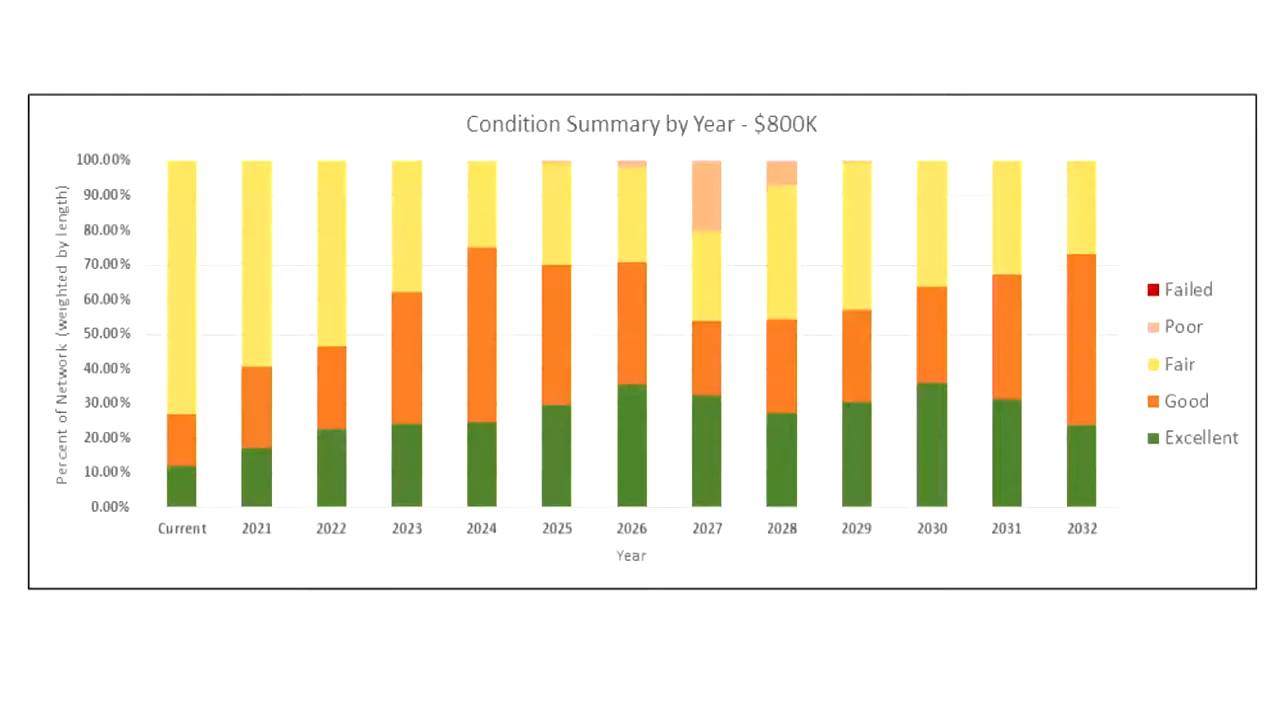 Condition Summary by Year - $800K
Percent of Network (weighted by length)
100.00%
90.00%
80.00%
70.00%
60.00%
50.00%
40.00%
30.00%
20.00%
10.00%
0.00%
Current 2021 2022 2023 2024 2025 2026 2027 2028 2029 2030 2031 2032
Year
Failed
Poor
Fair
Good
Excellent